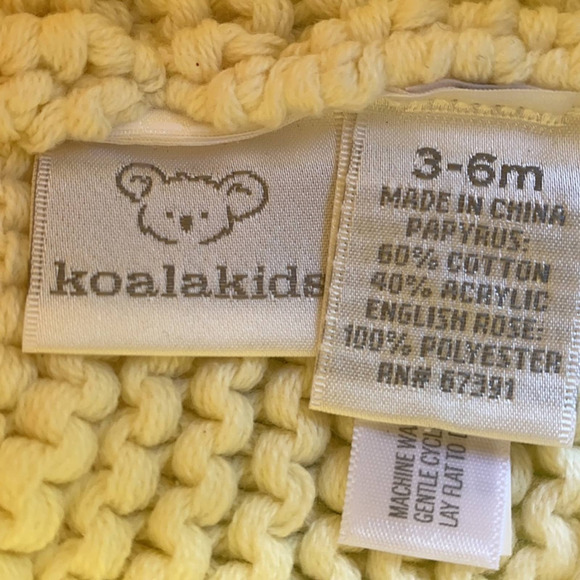 koalakids
3-6m
MADE IN CHINA
PAPYRUS:
60% COTTON
40% ACRYLIC
ENGLISH ROSE:
100% POLYESTER
RN# 67391
MACHINE WA
GENTLE CYCL
LAY FLAT TO